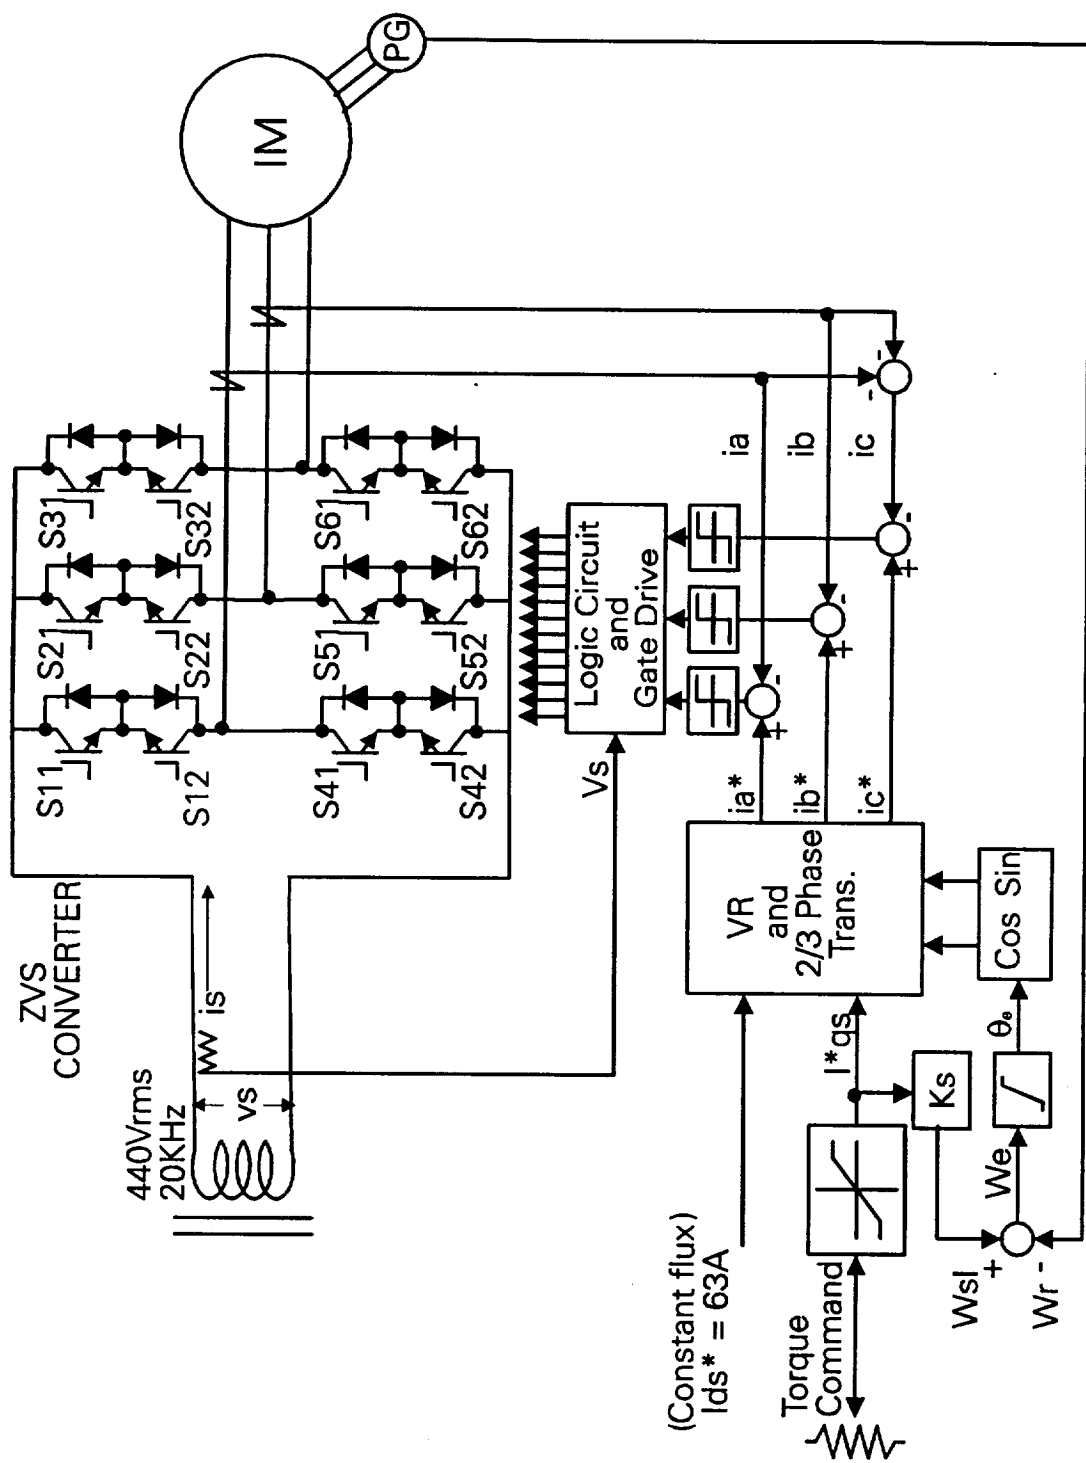 ZVS
CONVERTER
440Vrms
20KHz
vs
is
S11
S12
S21
S22
S31
S32
S41
S42
S51
S52
S61
S62
IM
PG
Vs
Logic Circuit
and
Gate Drive
ia
ib
ic
ia*
ib*
ic*
+
-
+
-
+
-
-
-
(Constant flux)
Ids* = 63A
VR
and
2/3 Phase
Trans.
Torque
Command
I*qs
Ks
Cos Sin
θe
We
Wsl
+
Wr
-